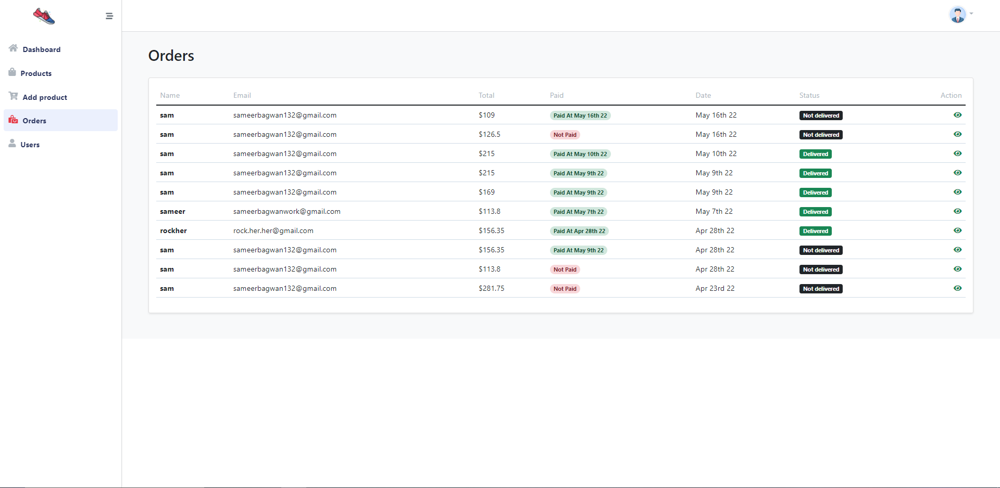 Dashboard
Products
Add product
Orders
Users
Orders
Name Email Total Paid Date Status Action
sam sameerbagwan132@gmail.com $109 Paid At May 16th 22 May 16th 22 Not delivered
sam sameerbagwan132@gmail.com $126.5 Not Paid May 16th 22 Not delivered
sam sameerbagwan132@gmail.com $215 Paid At May 10th 22 May 10th 22 Delivered
sam sameerbagwan132@gmail.com $215 Paid At May 9th 22 May 9th 22 Delivered
sam sameerbagwan132@gmail.com $169 Paid At May 9th 22 May 9th 22 Delivered
sameer sameerbagwanwork@gmail.com $113.8 Paid At May 7th 22 May 7th 22 Delivered
rockher rock.her.her@gmail.com $156.35 Paid At Apr 28th 22 Apr 28th 22 Delivered
sam sameerbagwan132@gmail.com $156.35 Paid At May 9th 22 Apr 28th 22 Not delivered
sam sameerbagwan132@gmail.com $113.8 Not Paid Apr 28th 22 Not delivered
sam sameerbagwan132@gmail.com $281.75 Not Paid Apr 23rd 22 Not delivered